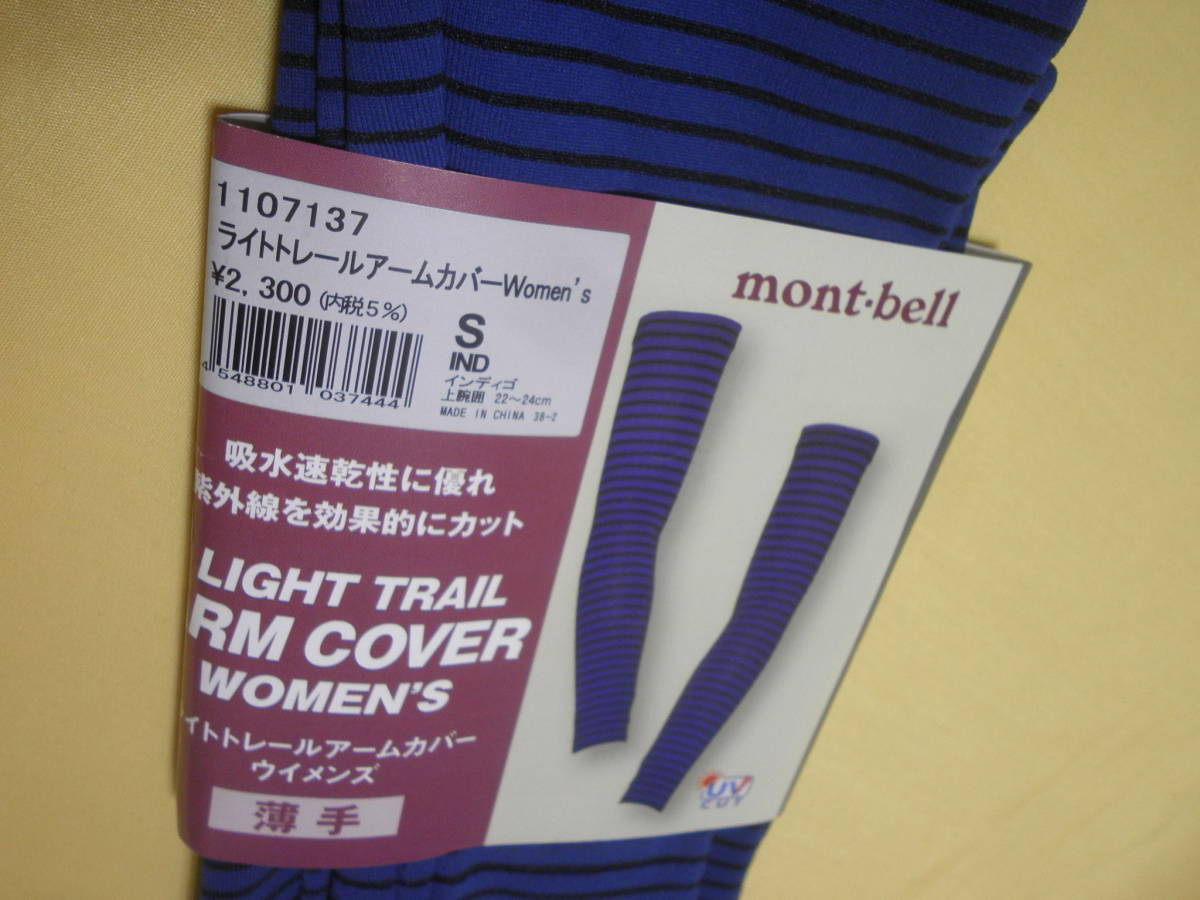 1107137
ライトトレールアームカバーWomen's
¥2,300 (内税5%)
S
IND
インディゴ
上腕囲 22～24cm
MADE IN CHINA 38-2
4 548801 037444
吸水速乾性に優れ
紫外線を効果的にカット
LIGHT TRAIL
RM COVER
WOMEN'S
イトトレールアームカバー
ウイメンズ
薄手
mont·bell
UV
CUT